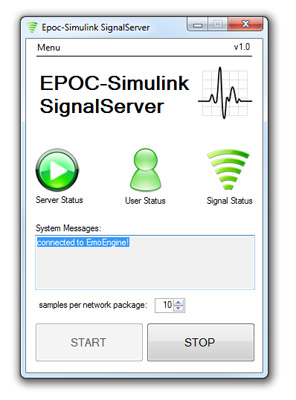 Epoc-Simulink SignalServer
Menu v1.0
EPOC-Simulink
SignalServer
Server Status User Status Signal Status
System Messages:
connected to EmoEngine!
samples per network package: 10
START STOP